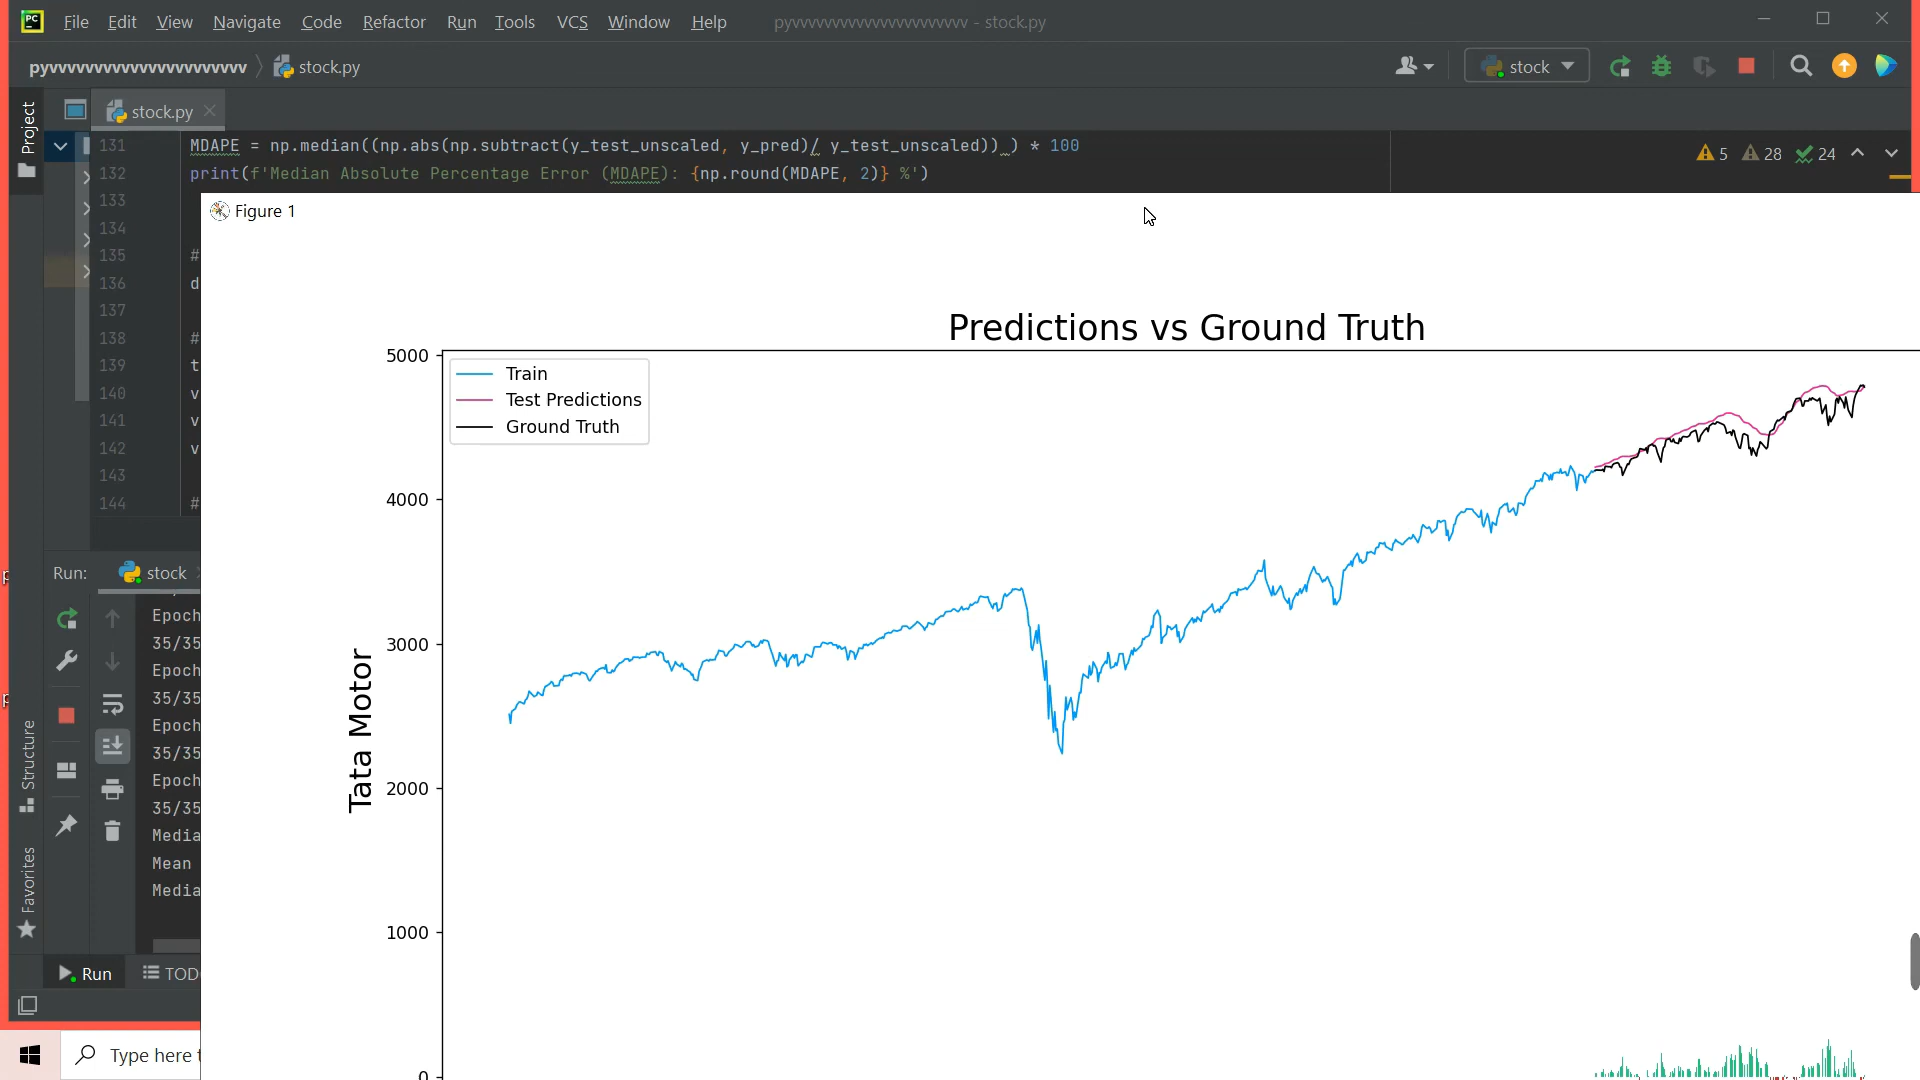 File Edit View Navigate Code Refactor Run Tools VCS Window Help pyvvvvvvvvvvvvvvvvvvvvvv - stock.py
pyvvvvvvvvvvvvvvvvvvvvvv stock.py stock
Project
stock.py
131 MDAPE = np.median((np.abs(np.subtract(y_test_unscaled, y_pred)/ y_test_unscaled)) ) * 100
5 28 24
132 print(f'Median Absolute Percentage Error (MDAPE): {np.round(MDAPE, 2)} %')
133
134
135 #
136 d
137
138 #
139 t
140 v
141 v
142 v
143
144 #
Figure 1
Predictions vs Ground Truth
Train
Test Predictions
Ground Truth
5000
4000
3000
2000
1000
0
Tata Motor
Run: stock
Epoch
35/35
Epoch
35/35
Epoch
35/35
Epoch
35/35
Media
Mean
Media
Structure
Favorites
Run TOD
Type here t